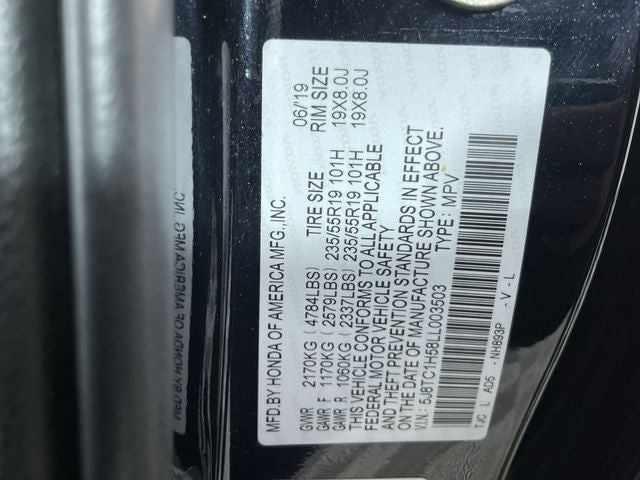 MFD.BY HONDA OF AMERICA MFG.,INC. 06/'19
TIRE SIZE RIM SIZE
GVWR 2170KG (4784LBS)
GAWR F 1170KG (2579LBS) 235/55R19 101H 19X8.0J
GAWR R 1060KG (2337LBS) 235/55R19 101H 19X8.0J
THIS VEHICLE CONFORMS TO ALL APPLICABLE
FEDERAL MOTOR VEHICLE SAFETY
AND THEFT PREVENTION STANDARDS IN EFFECT
ON THE DATE OF MANUFACTURE SHOWN ABOVE.
V.I.N.: 5J8TC1H58LL003503 TYPE: MPV
TJC L A05 - NH893P - V - L